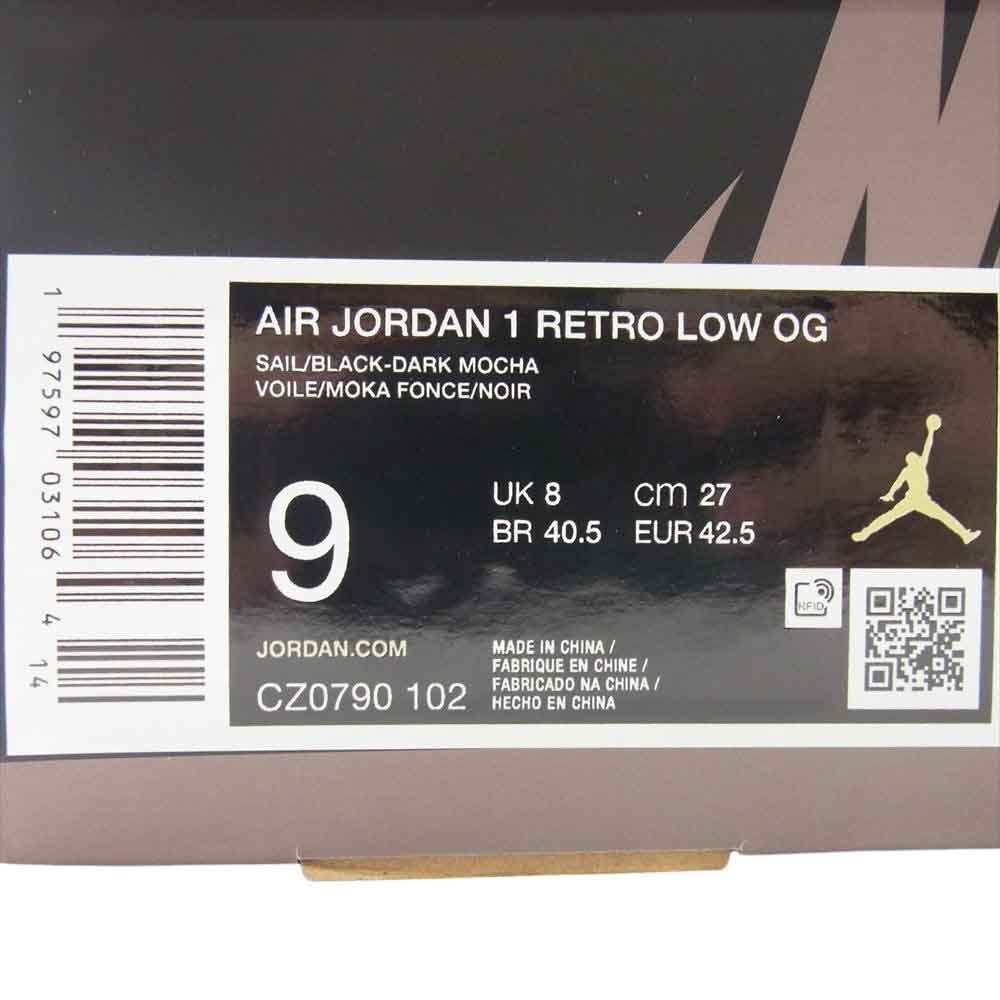 AIR JORDAN 1 RETRO LOW OG
SAIL/BLACK-DARK MOCHA
VOILE/MOKA FONCE/NOIR
9
UK 8 cm 27
BR 40.5 EUR 42.5
RFID
JORDAN.COM
CZ0790 102
MADE IN CHINA /
FABRIQUE EN CHINE /
FABRICADO NA CHINA /
HECHO EN CHINA
1 97597 03106 4 14